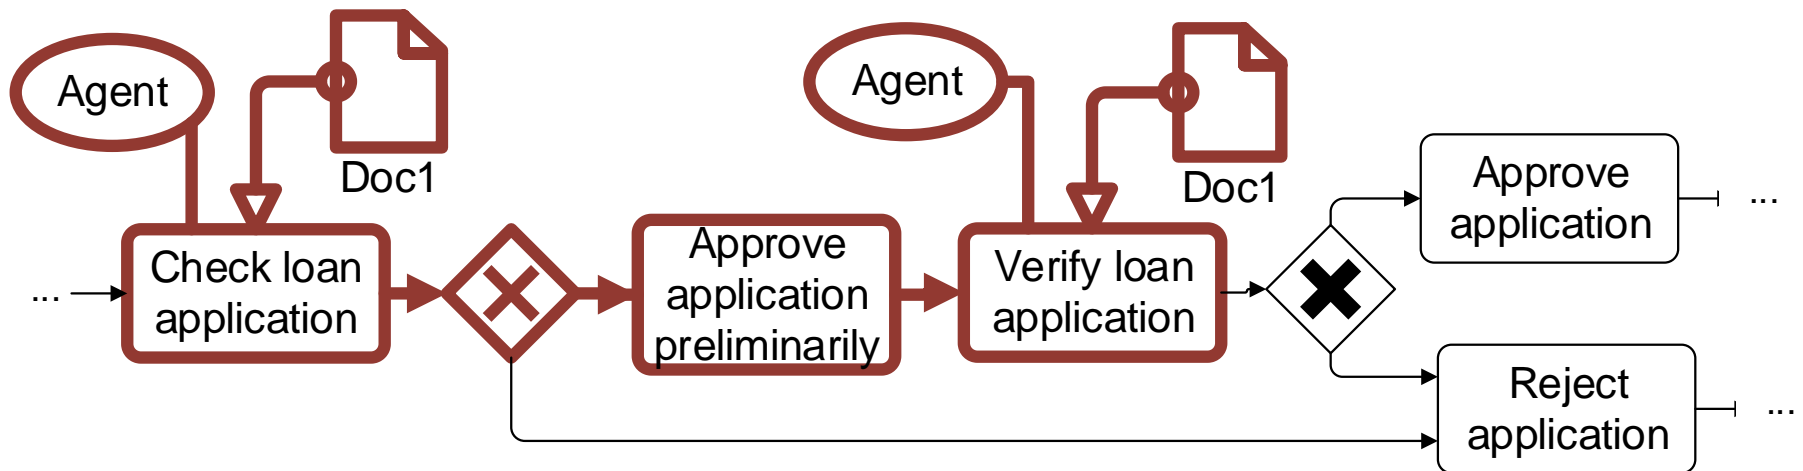 Agent
Doc1
Agent
Doc1
...
Check loan
application
Approve
application
preliminarily
Verify loan
application
Approve
application
...
Reject
application
...